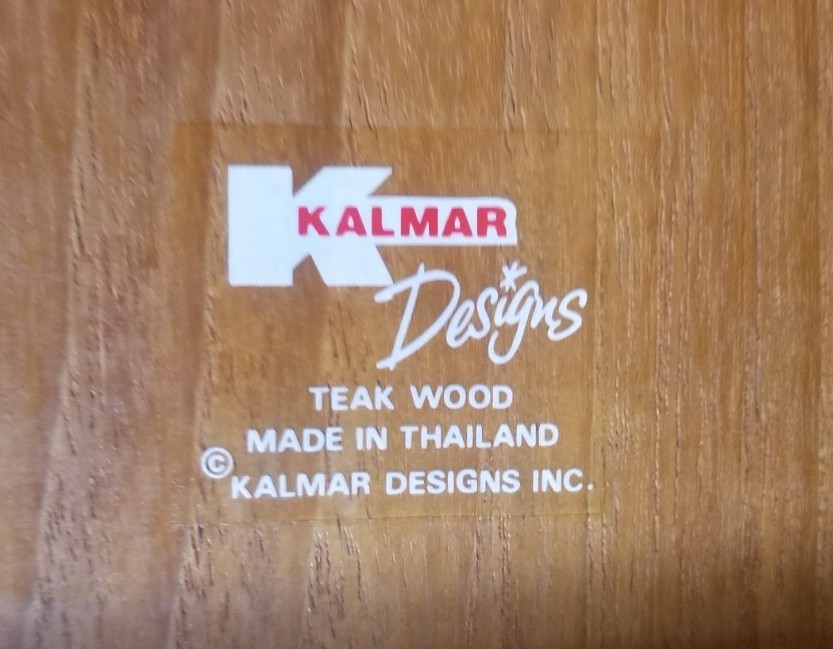 K KALMAR
Designs
TEAK WOOD
MADE IN THAILAND
© KALMAR DESIGNS INC.